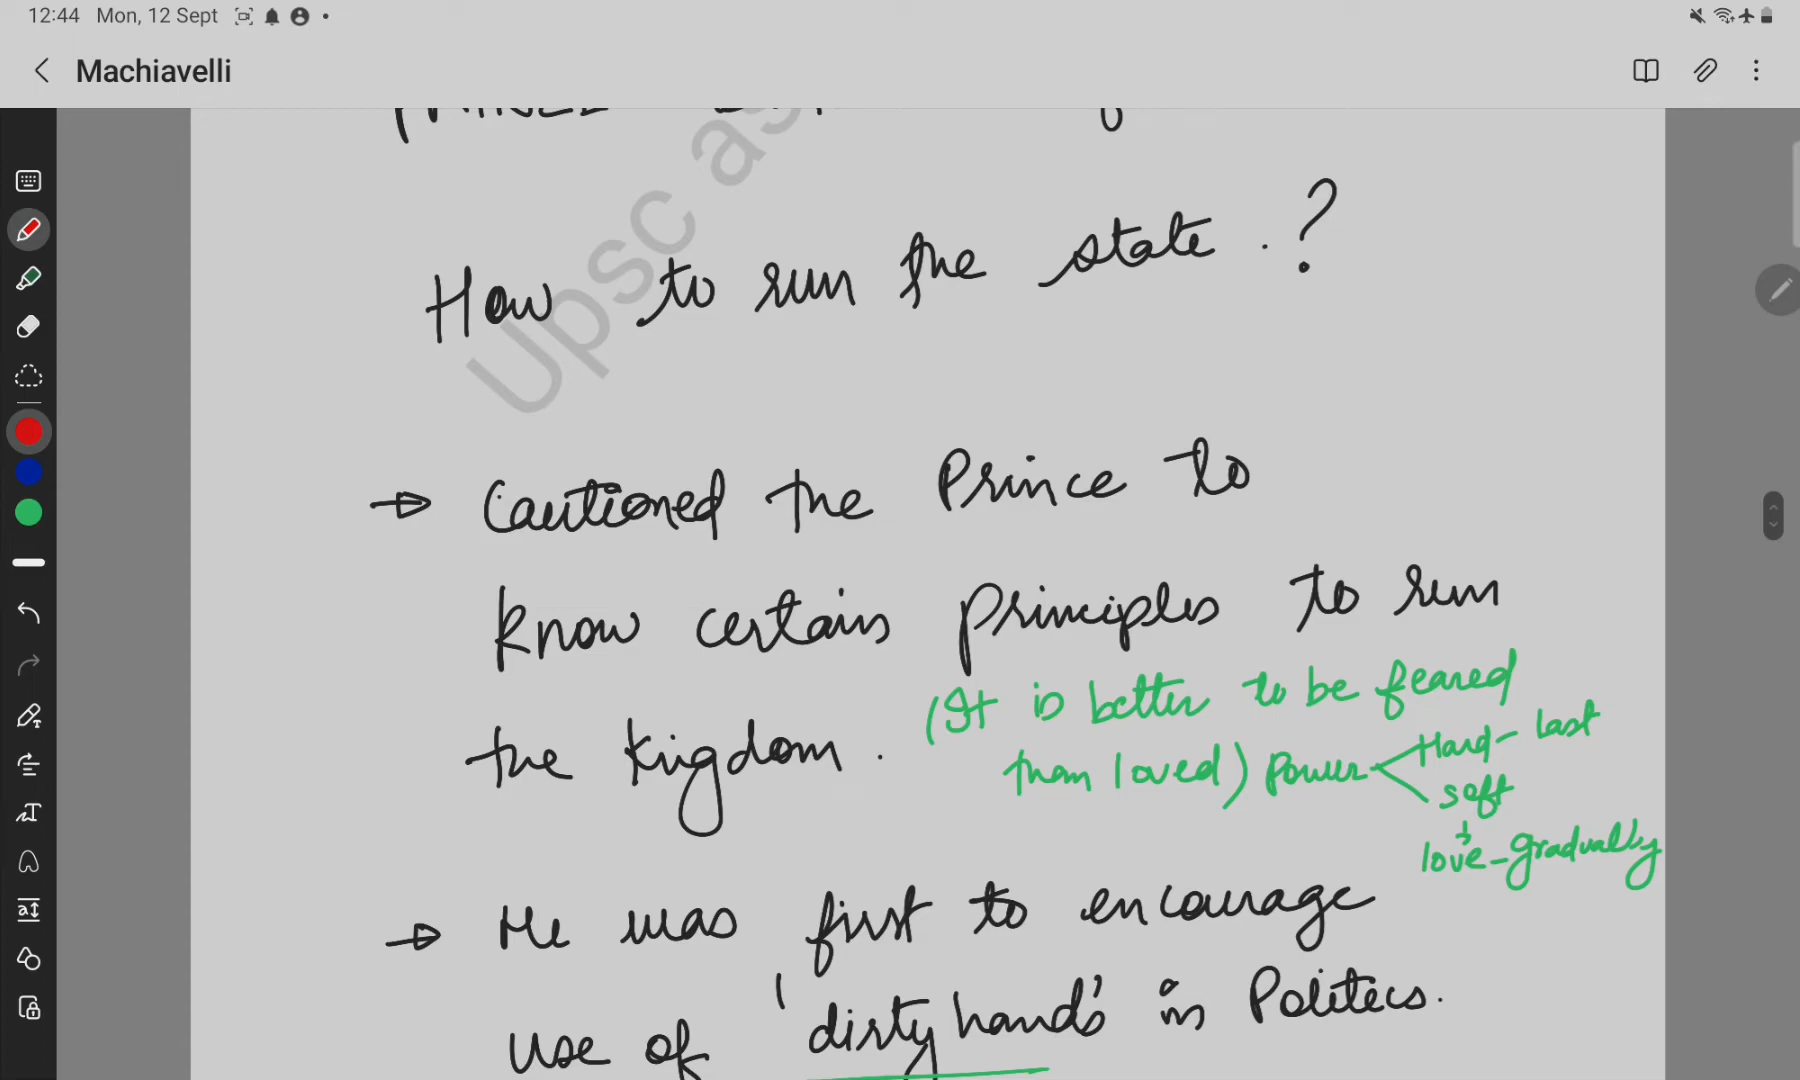 12:44 Mon, 12 Sept
Machiavelli
Upsc as
How to run the state.?
→ Cautioned the Prince to
know certain principles to run
the kigdom.
(It is better to be feared
than loved) Power
Hard - last
soft
love - gradually
→ He was first to encourage
use of 'dirty hands' in Politics.